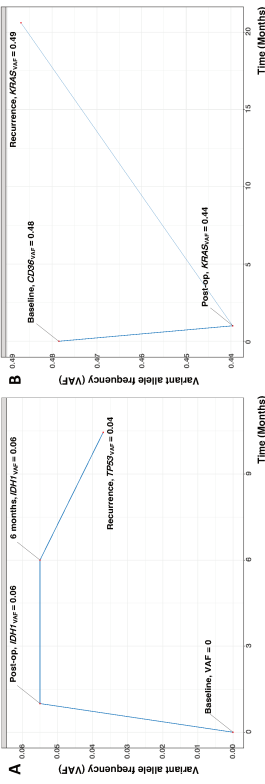 A
Variant allele frequency (VAF)
0.06
0.05
0.04
0.03
0.02
0.01
0.00
Post-op, IDH1VAF = 0.06
6 months, IDH1VAF = 0.06
Recurrence, TP53VAF = 0.04
Baseline, VAF = 0
0
3
6
9
Time (Months)
B
Variant allele frequency (VAF)
0.49
0.48
0.47
0.46
0.45
0.44
Recurrence, KRASVAF = 0.49
Baseline, CD36VAF = 0.48
Post-op, KRASVAF = 0.44
0
5
10
15
20
Time (Months)